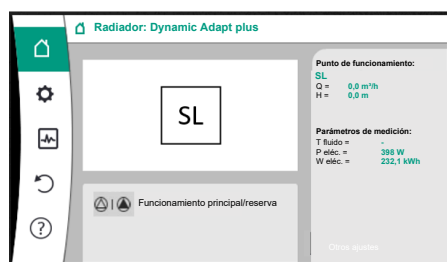 Radiador: Dynamic Adapt plus
SL
Funcionamiento principal/reserva
Punto de funcionamiento:
SL
Q = 0,0 m³/h
H = 0,0 m
Parámetros de medición:
T fluido = -
P eléc. = 398 W
W eléc. = 232,1 kWh
Otros ajustes
?